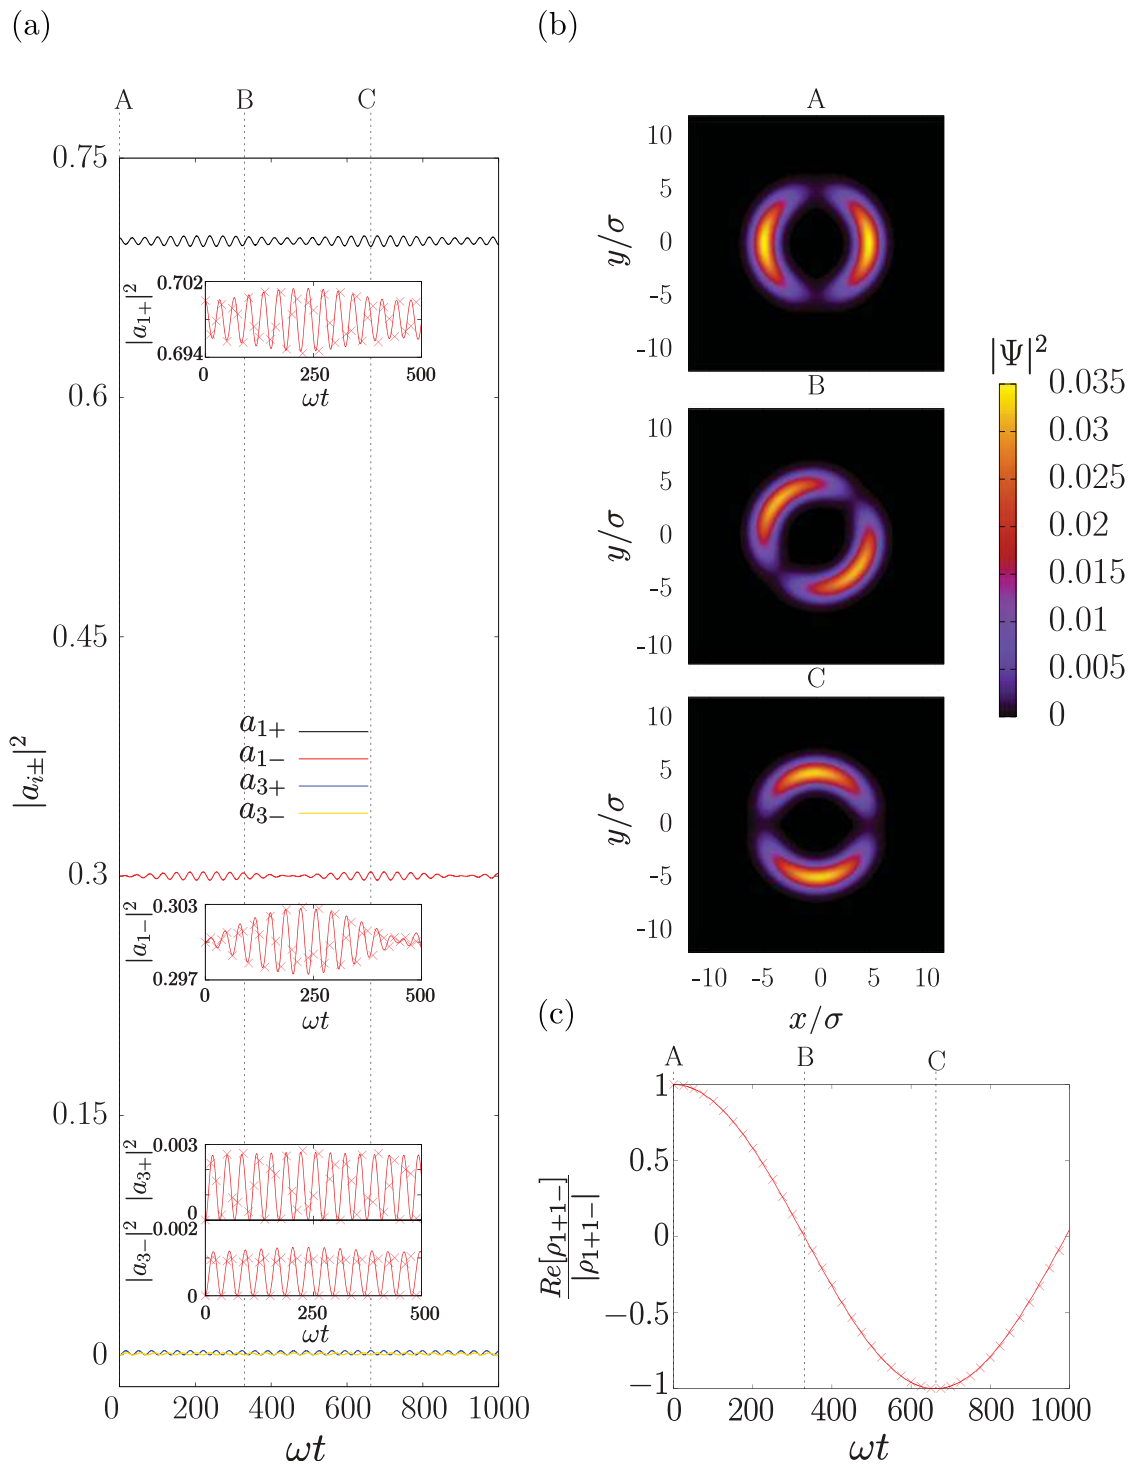 (a)
A B C
0.75
0.6
0.45
0.3
0.15
0
|a_{i±}|^2
0 200 400 600 800 1000
ωt
|a_{1+}|^2
0.702
0.694
0 250 500
ωt
a_{1+}
a_{1−}
a_{3+}
a_{3−}
|a_{1−}|^2
0.303
0.297
0 250 500
ωt
|a_{3+}|^2
0.003
0
|a_{3−}|^2
0.002
0
0 250 500
ωt
(b)
A
10
5
0
-5
-10
y/σ
B
10
5
0
-5
-10
y/σ
C
10
5
0
-5
-10
y/σ
-10 -5 0 5 10
x/σ
|Ψ|^2
0.035
0.03
0.025
0.02
0.015
0.01
0.005
0
(c)
A B C
1
0.5
0
−0.5
−1
Re[ρ_{1+1−}]
|ρ_{1+1−}|
0 200 400 600 800 1000
ωt